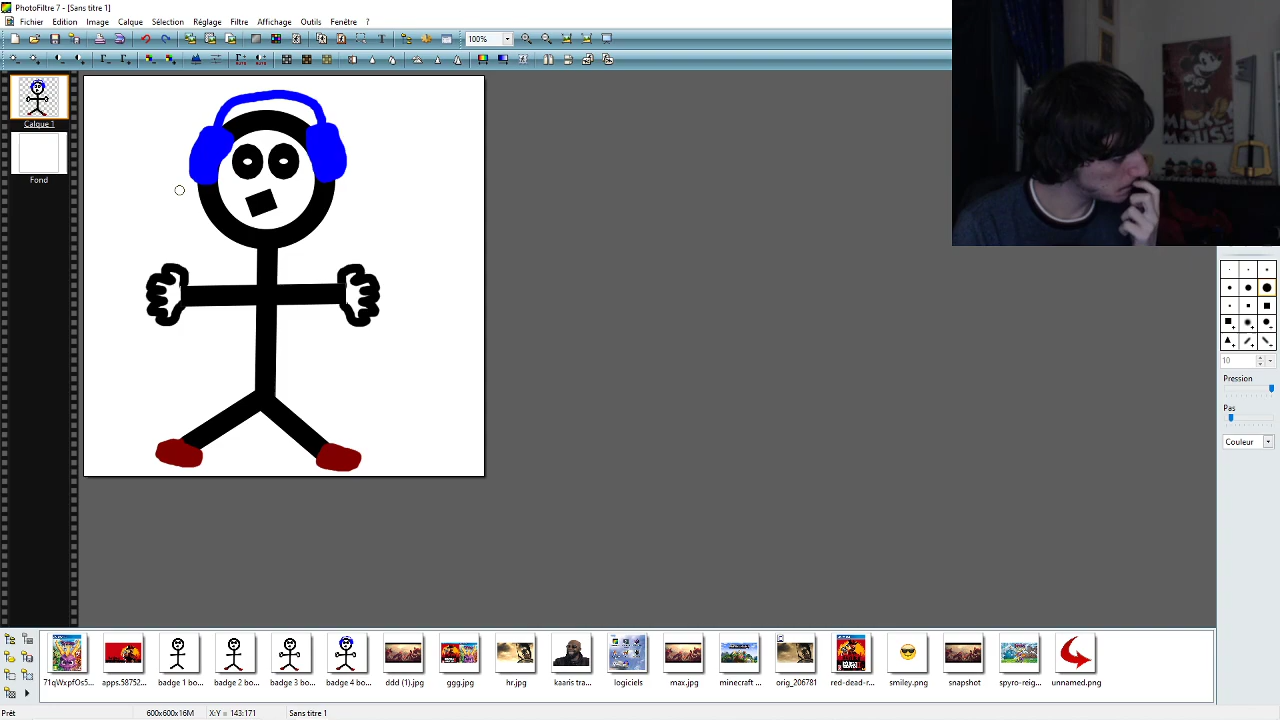 PhotoFiltre 7 - [Sans titre 1]
Fichier Edition Image Calque Sélection Réglage Filtre Affichage Outils Fenêtre ?
100%
Calque 1
Fond
MICKEY
MOUSE
10
Pression
Pas
Couleur
71qWxpfOs5... apps.58752... badge 1 bo... badge 2 bo... badge 3 bo... badge 4 bo... ddd (1).jpg ggg.jpg hr.jpg kaaris tra... logiciels max.jpg minecraft ... orig_206781 red-dead-r... smiley.png snapshot spyro-reig... unnamed.png
Prêt 600x600x16M X:Y = 143:171 Sans titre 1